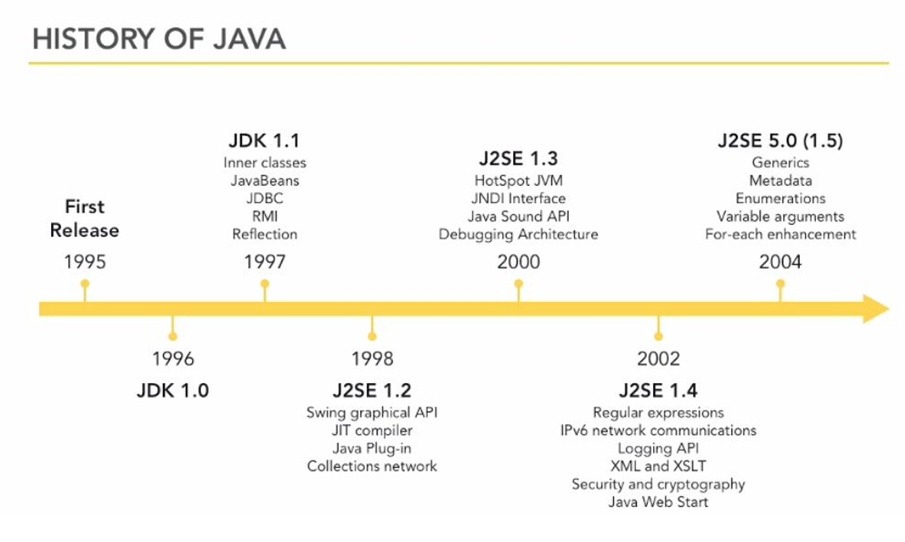 HISTORY OF JAVA
First
Release
1995
JDK 1.1
Inner classes
JavaBeans
JDBC
RMI
Reflection
1997
J2SE 1.3
HotSpot JVM
JNDI Interface
Java Sound API
Debugging Architecture
2000
J2SE 5.0 (1.5)
Generics
Metadata
Enumerations
Variable arguments
For-each enhancement
2004
1996
JDK 1.0
1998
J2SE 1.2
Swing graphical API
JIT compiler
Java Plug-in
Collections network
2002
J2SE 1.4
Regular expressions
IPv6 network communications
Logging API
XML and XSLT
Security and cryptography
Java Web Start